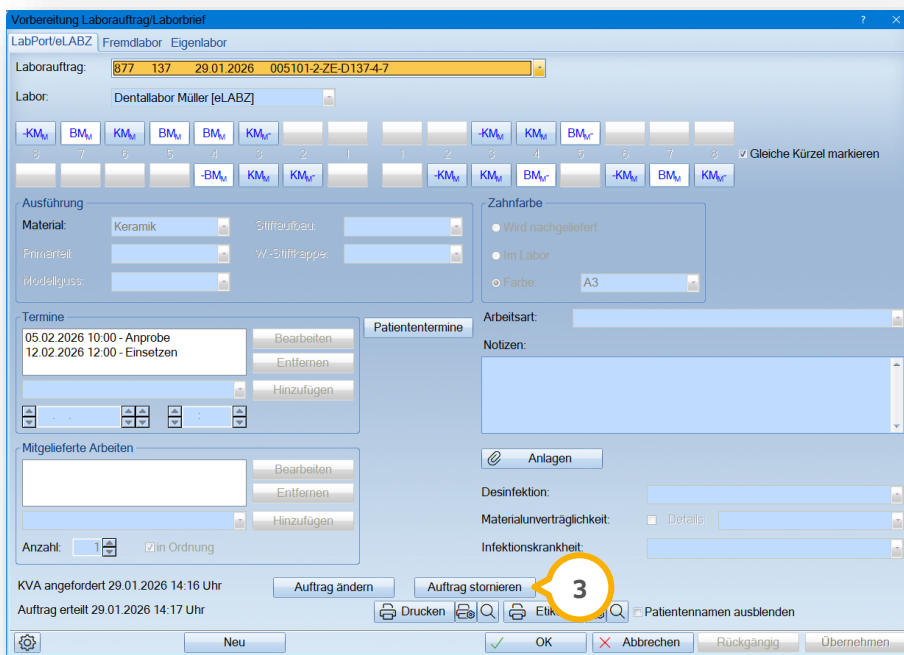 Vorbereitung Laborauftrag/Laborbrief ? ×
LabPort/eLABZ Fremdlabor Eigenlabor
Laborauftrag: 877 137 29.01.2026 005101-2-ZE-D137-4-7
Labor: Dentallabor Müller [eLABZ]
-KMM BMM KMM BMM BMM KMM- -KMM KMM BMM-
8 7 6 5 4 3 2 1 1 2 3 4 5 6 7 8 Gleiche Kürzel markieren
-BMM KMM KMM- -KMM KMM BMM- -KMM BMM KMM-
Ausführung Zahnfarbe
Material: Keramik Stiftaufbau: Wird nachgeliefert
Primärteil: W.-Stiftkappe: Im Labor
Modellguss: Farbe: A3
Termine Patiententermine Arbeitsart:
05.02.2026 10:00 - Anprobe Bearbeiten Notizen:
12.02.2026 12:00 - Einsetzen
Entfernen
Hinzufügen
. . :
Mitgelieferte Arbeiten Anlagen
Bearbeiten
Entfernen Desinfektion:
Hinzufügen Materialunverträglichkeit: Details:
Anzahl: 1 in Ordnung Infektionskrankheit:
KVA angefordert 29.01.2026 14:16 Uhr Auftrag ändern Auftrag stornieren 3
Auftrag erteilt 29.01.2026 14:17 Uhr Drucken Patientennamen ausblenden
Neu OK Abbrechen Rückgängig Übernehmen